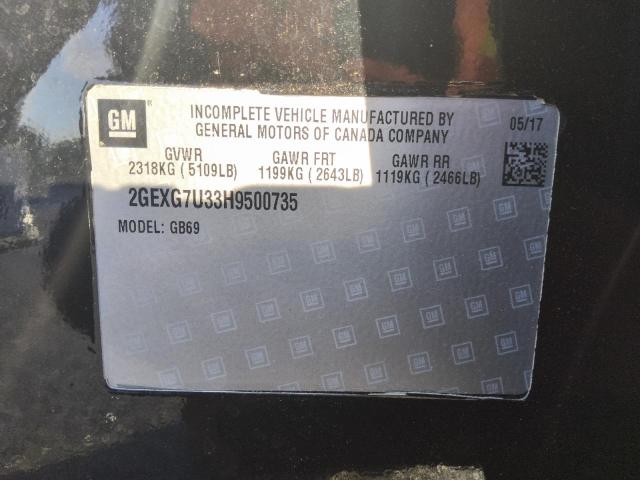 GM ®
INCOMPLETE VEHICLE MANUFACTURED BY
GENERAL MOTORS OF CANADA COMPANY
05/17
GVWR GAWR FRT GAWR RR
2318KG ( 5109LB) 1199KG ( 2643LB) 1119KG ( 2466LB)
2GEXG7U33H9500735
MODEL: GB69